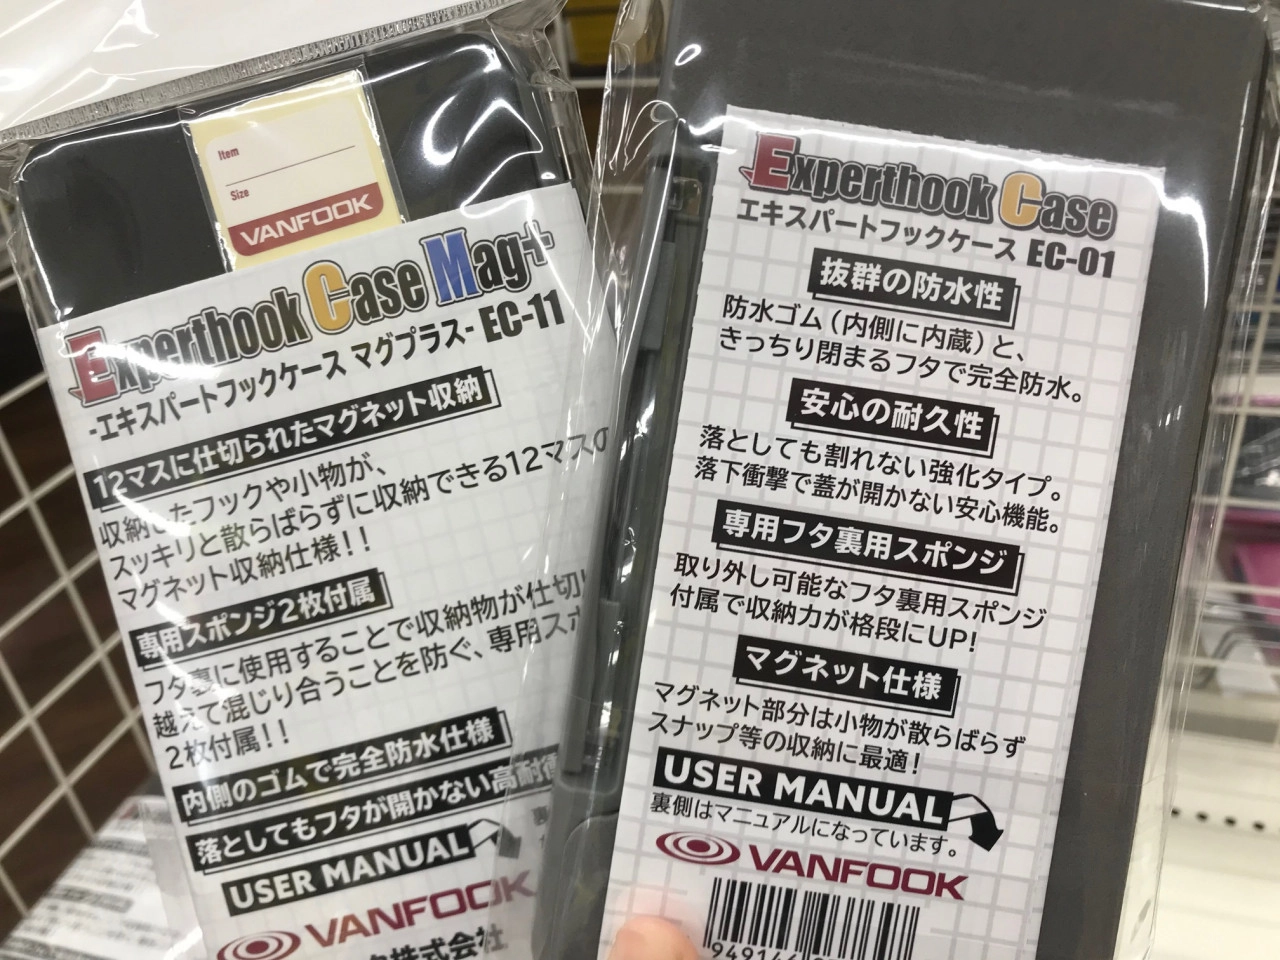 Item
Size
VANFOOK
Experthook Case Mag+
-エキスパートフックケース マグプラス- EC-11
12マスに仕切られたマグネット収納
収納したフックや小物が、
スッキリと散らばらずに収納できる12マスの
マグネット収納仕様!!
専用スポンジ2枚付属
フタ裏に使用することで収納物が仕切
越えて混じり合うことを防ぐ、専用スポ
2枚付属!!
内側のゴムで完全防水仕様
落としてもフタが開かない高耐
USER MANUAL
VANFOOK
株式会社
Experthook Case
エキスパートフックケース EC-01
抜群の防水性
防水ゴム(内側に内蔵)と、
きっちり閉まるフタで完全防水。
安心の耐久性
落としても割れない強化タイプ。
落下衝撃で蓋が開かない安心機能。
専用フタ裏用スポンジ
取り外し可能なフタ裏用スポンジ
付属で収納力が格段にUP!
マグネット仕様
マグネット部分は小物が散らばらず
スナップ等の収納に最適!
USER MANUAL
裏側はマニュアルになっています。
VANFOOK